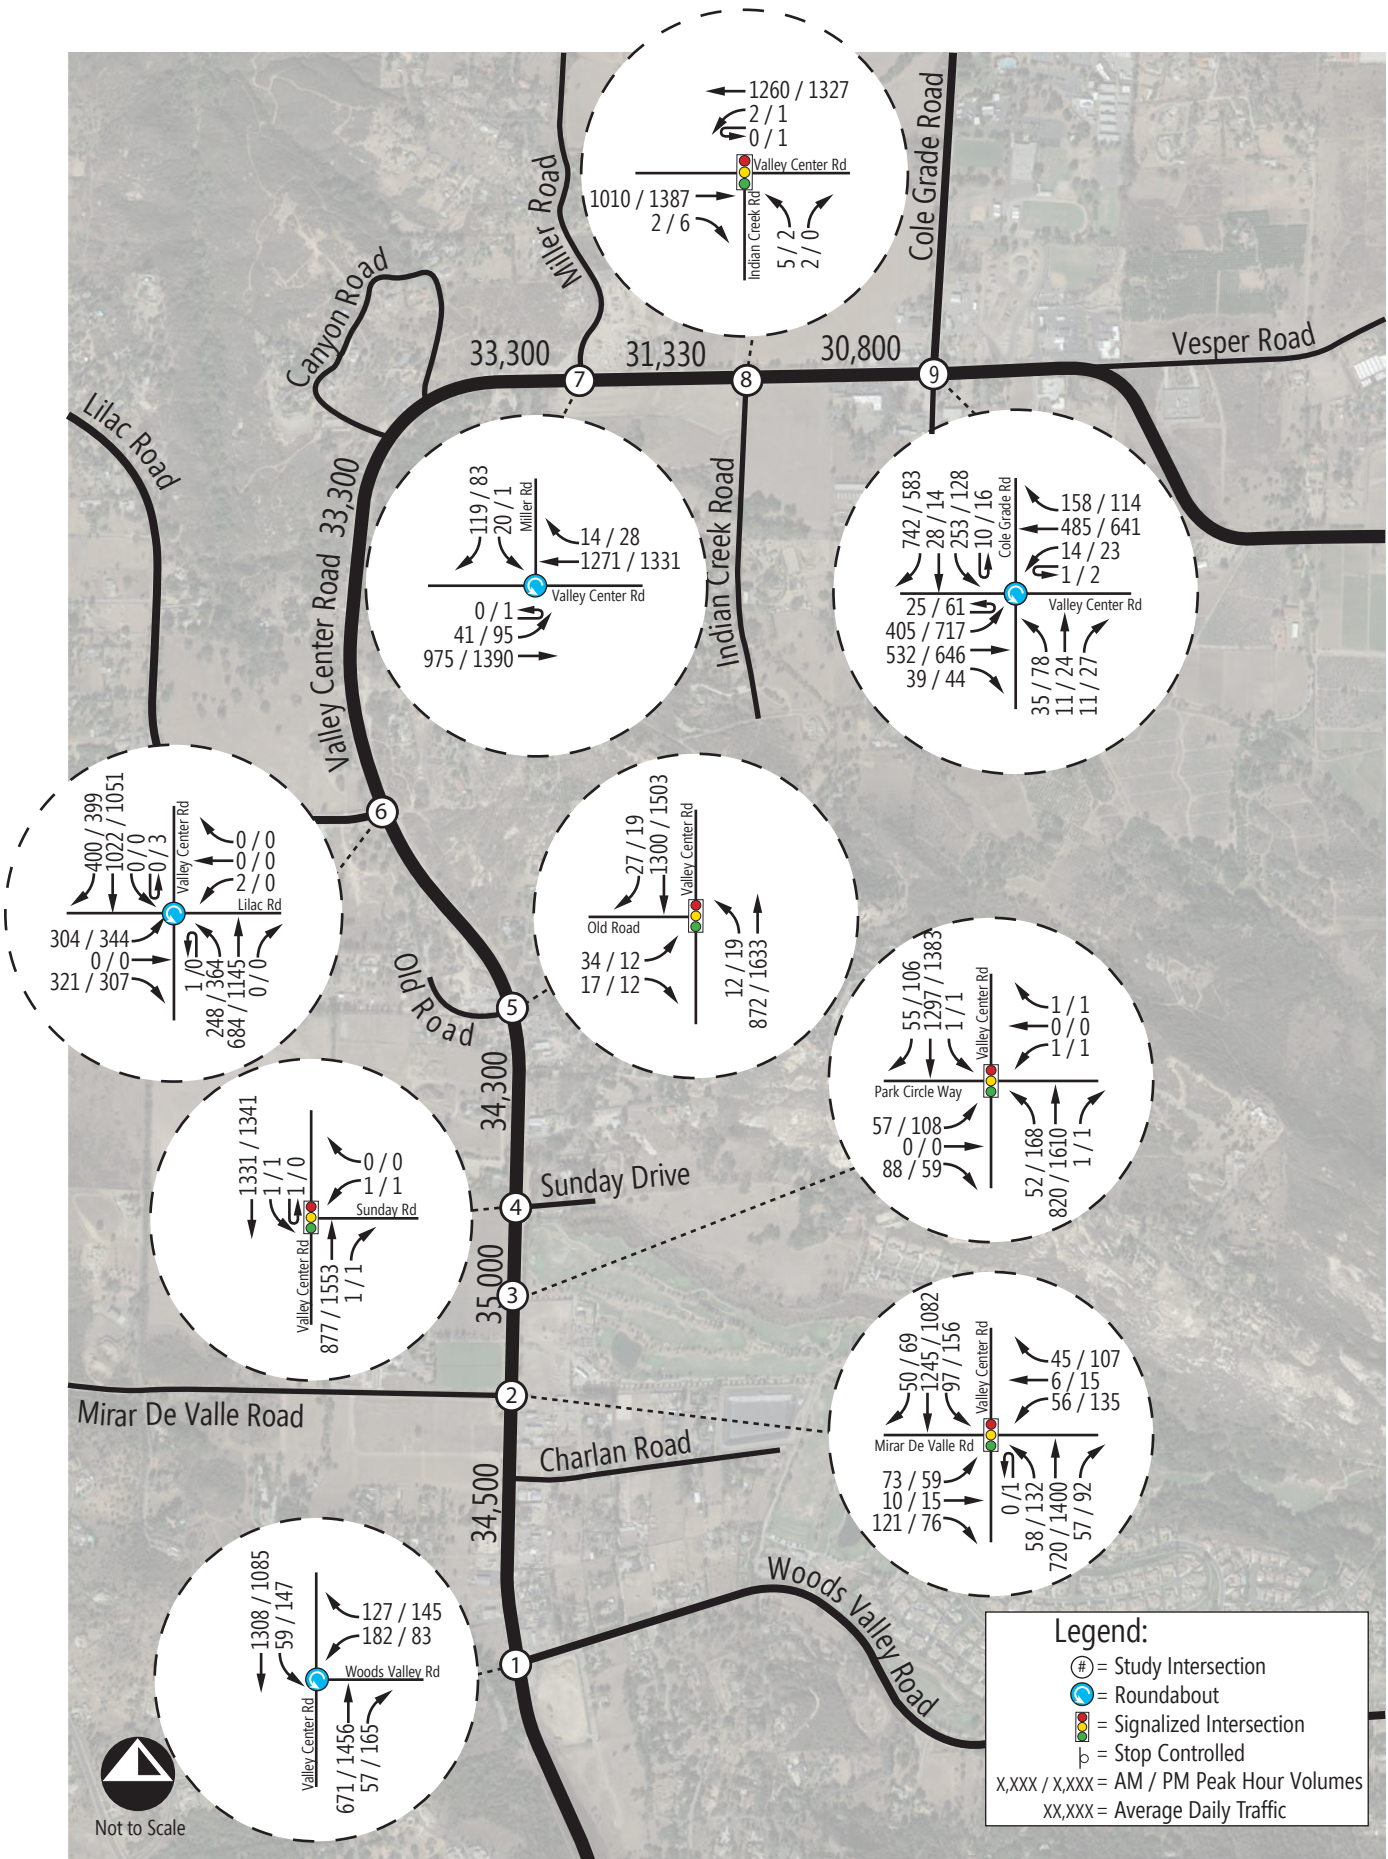 1260 / 1327
2 / 1
0 / 1
Valley Center Rd
Indian Creek Rd
1010 / 1387
2 / 6
5 / 2
2 / 0
Miller Road
Cole Grade Road
Canyon Road
Vesper Road
33,300
31,330
30,800
7
8
9
Lilac Road
33,300
Valley Center Road
Indian Creek Road
119 / 83
20 / 1
Miller Rd
14 / 28
1271 / 1331
Valley Center Rd
0 / 1
41 / 95
975 / 1390
742 / 583
28 / 14
253 / 128
10 / 16
Cole Grade Rd
158 / 114
485 / 641
14 / 23
1 / 2
Valley Center Rd
25 / 61
405 / 717
532 / 646
39 / 44
35 / 78
11 / 24
11 / 27
6
400 / 399
1022 / 1051
0 / 0
0 / 3
Valley Center Rd
0 / 0
0 / 0
2 / 0
Lilac Rd
304 / 344
0 / 0
321 / 307
1 / 0
248 / 364
684 / 1145
0 / 0
27 / 19
1300 / 1503
Valley Center Rd
Old Road
34 / 12
17 / 12
12 / 19
872 / 1633
Old Road
5
34,300
55 / 106
1297 / 1383
1 / 1
Valley Center Rd
1 / 1
0 / 0
1 / 1
Park Circle Way
57 / 108
0 / 0
88 / 59
52 / 168
820 / 1610
1 / 1
1331 / 1341
1 / 1
1 / 0
0 / 0
1 / 1
Sunday Rd
Valley Center Rd
877 / 1553
1 / 1
4
Sunday Drive
35,000
3
2
Mirar De Valle Road
Charlan Road
34,500
50 / 69
1245 / 1082
97 / 156
Valley Center Rd
45 / 107
6 / 15
56 / 135
Mirar De Valle Rd
73 / 59
10 / 15
121 / 76
0 / 1
58 / 132
720 / 1400
57 / 92
Woods Valley Road
1
1308 / 1085
59 / 147
127 / 145
182 / 83
Woods Valley Rd
Valley Center Rd
671 / 1456
57 / 165
Not to Scale
Legend:
# = Study Intersection
= Roundabout
= Signalized Intersection
= Stop Controlled
X,XXX / X,XXX = AM / PM Peak Hour Volumes
XX,XXX = Average Daily Traffic